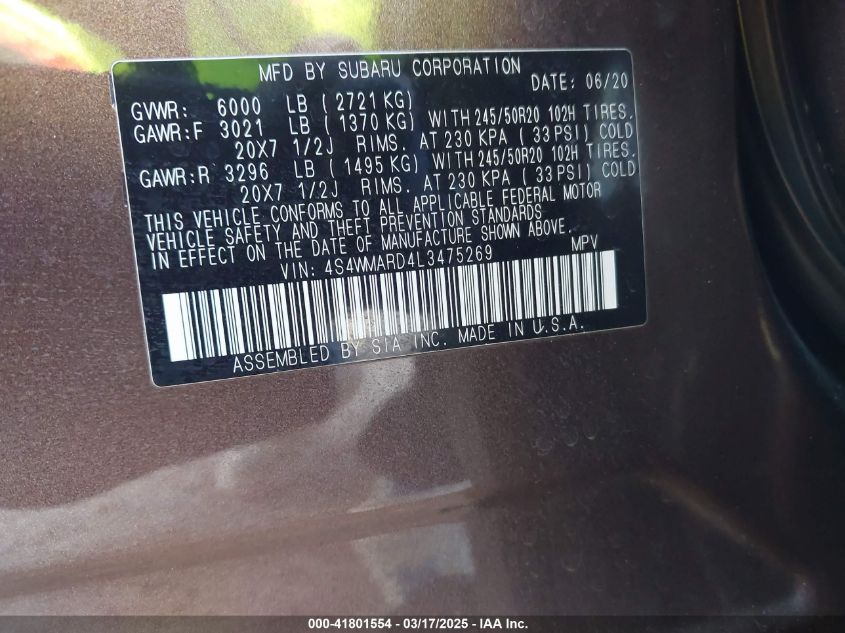 MFD BY SUBARU CORPORATION DATE: 06/20
GVWR: 6000 LB ( 2721 KG)
GAWR:F 3021 LB ( 1370 KG) WITH 245/50R20 102H TIRES.
20X7 1/2J RIMS. AT 230 KPA ( 33 PSI) COLD
GAWR:R 3296 LB ( 1495 KG) WITH 245/50R20 102H TIRES.
20X7 1/2J RIMS. AT 230 KPA ( 33 PSI) COLD
THIS VEHICLE CONFORMS TO ALL APPLICABLE FEDERAL MOTOR
VEHICLE SAFETY AND THEFT PREVENTION STANDARDS
IN EFFECT ON THE DATE OF MANUFACTURE SHOWN ABOVE.
VIN: 4S4WMARD4L3475269 MPV
ASSEMBLED BY SIA INC. MADE IN U.S.A.
000-41801554 — 03/17/2025 — IAA Inc.